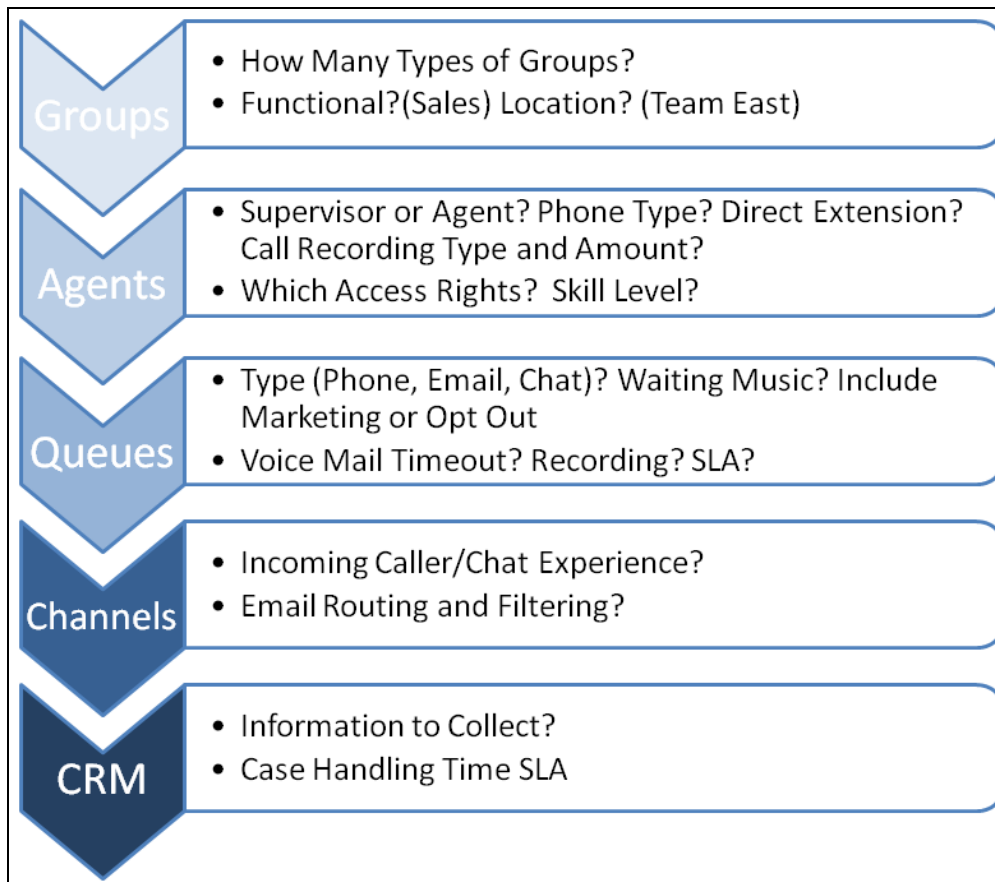 Groups
• How Many Types of Groups?
• Functional?(Sales) Location? (Team East)
Agents
• Supervisor or Agent? Phone Type? Direct Extension?
Call Recording Type and Amount?
• Which Access Rights?  Skill Level?
Queues
• Type (Phone, Email, Chat)? Waiting Music? Include
Marketing or Opt Out
• Voice Mail Timeout? Recording? SLA?
Channels
• Incoming Caller/Chat Experience?
• Email Routing and Filtering?
CRM
• Information to Collect?
• Case Handling Time SLA